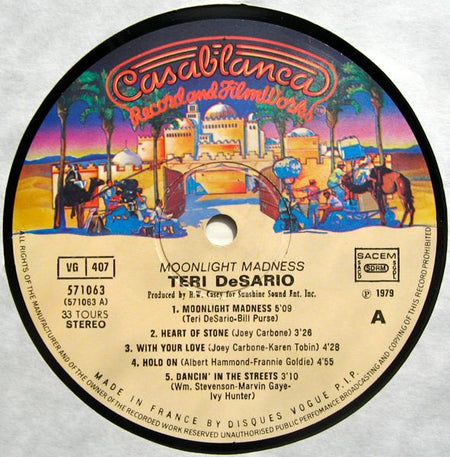 Casablanca
Record and FilmWorks
VG 407
571063
(571063 A)
33 TOURS
STEREO
MOONLIGHT MADNESS
TERI DeSARIO
Produced by H.W. Casey for Sunshine Sound Ent. Inc.
SACEM
SACD
SDRM
SGDL
℗ 1979
A
1. MOONLIGHT MADNESS 5'09
(Teri DeSario-Bill Purse)
2. HEART OF STONE (Joey Carbone) 3'26
3. WITH YOUR LOVE (Joey Carbone-Karen Tobin) 4'28
4. HOLD ON (Albert Hammond-Frannie Goldie) 4'55
5. DANCIN' IN THE STREETS 3'10
(Wm. Stevenson-Marvin Gaye-
Ivy Hunter)
MADE IN FRANCE BY DISQUES VOGUE P.I.P.
ALL RIGHTS OF THE MANUFACTURER AND OF THE OWNER OF THE RECORDED WORK RESERVED UNAUTHORISED PUBLIC PERFOMANCE BROADCASTING AND COPYING OF THIS RECORD PROHIBITED